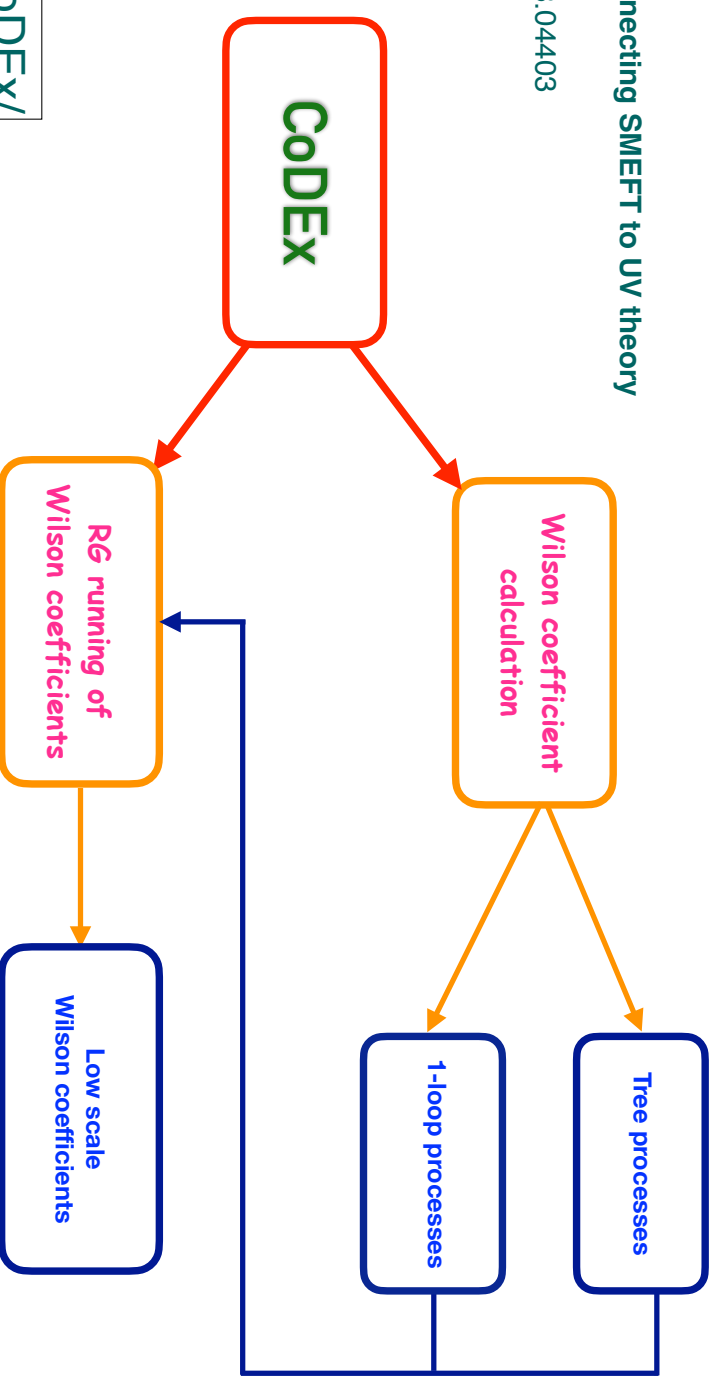 necting SMEFT to UV theory
.04403
CoDEx
Wilson coefficient
calculation
Tree processes
1-loop processes
RG running of
Wilson coefficients
Low scale
Wilson coefficients
oDEx/